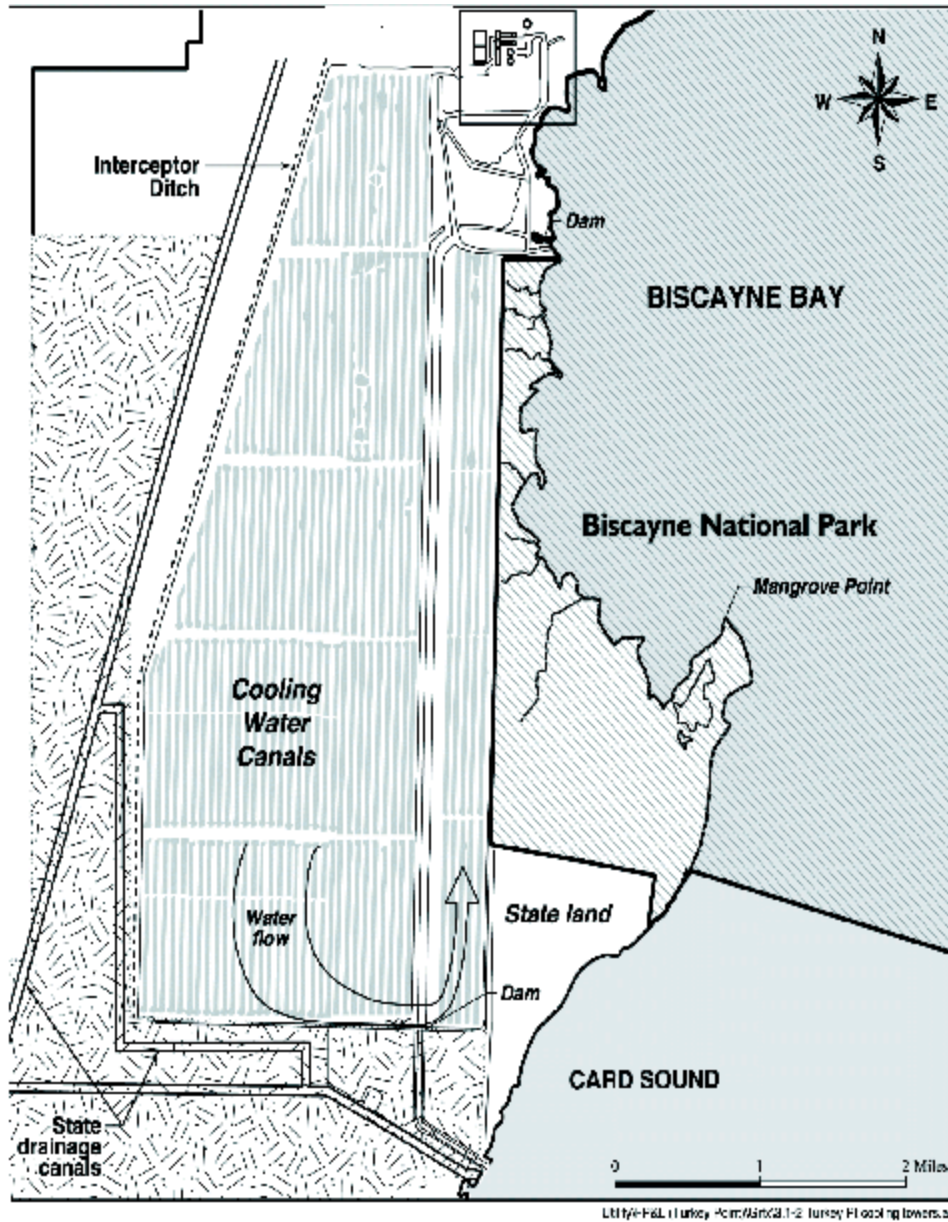 N
W E
S
Interceptor
Ditch
Dam
BISCAYNE BAY
Biscayne National Park
Mangrove Point
Cooling
Water
Canals
Water
flow
State land
Dam
CARD SOUND
State
drainage
canals
0 1 2 Miles